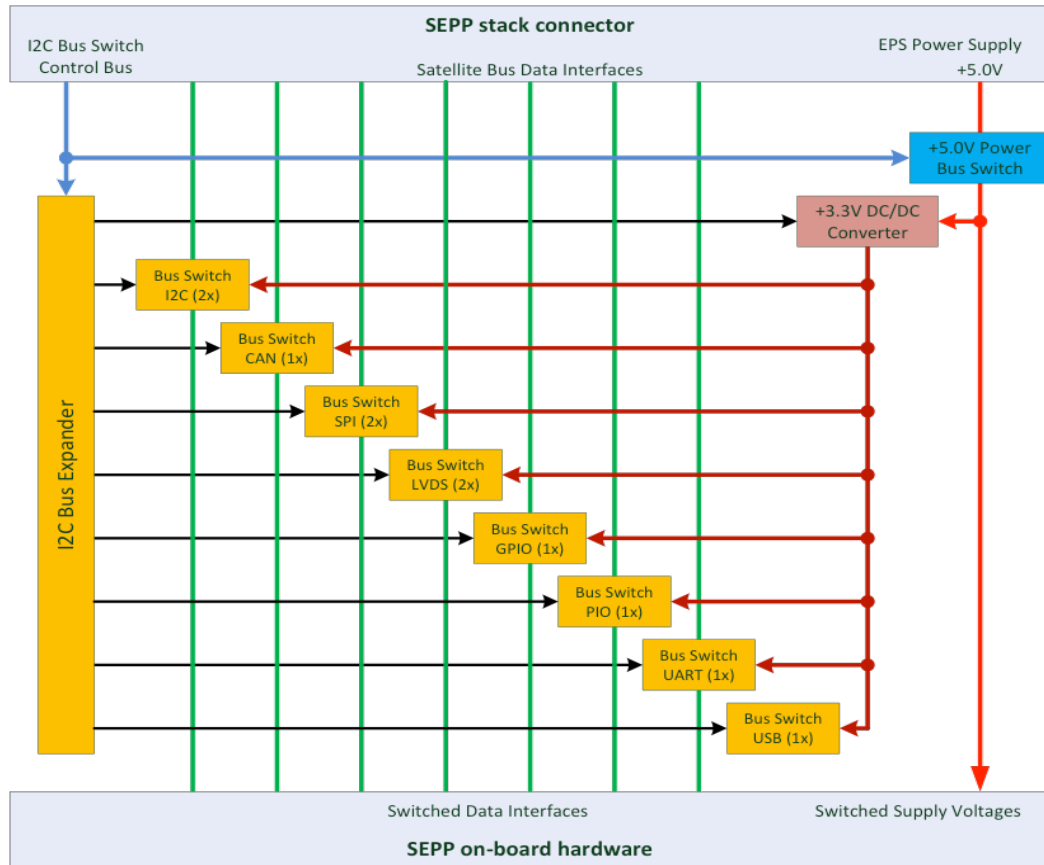 SEPP stack connector
I2C Bus Switch
Control Bus
Satellite Bus Data Interfaces
EPS Power Supply
+5.0V
+5.0V Power
Bus Switch
+3.3V DC/DC
Converter
I2C Bus Expander
Bus Switch
I2C (2x)
Bus Switch
CAN (1x)
Bus Switch
SPI (2x)
Bus Switch
LVDS (2x)
Bus Switch
GPIO (1x)
Bus Switch
PIO (1x)
Bus Switch
UART (1x)
Bus Switch
USB (1x)
Switched Data Interfaces
Switched Supply Voltages
SEPP on-board hardware